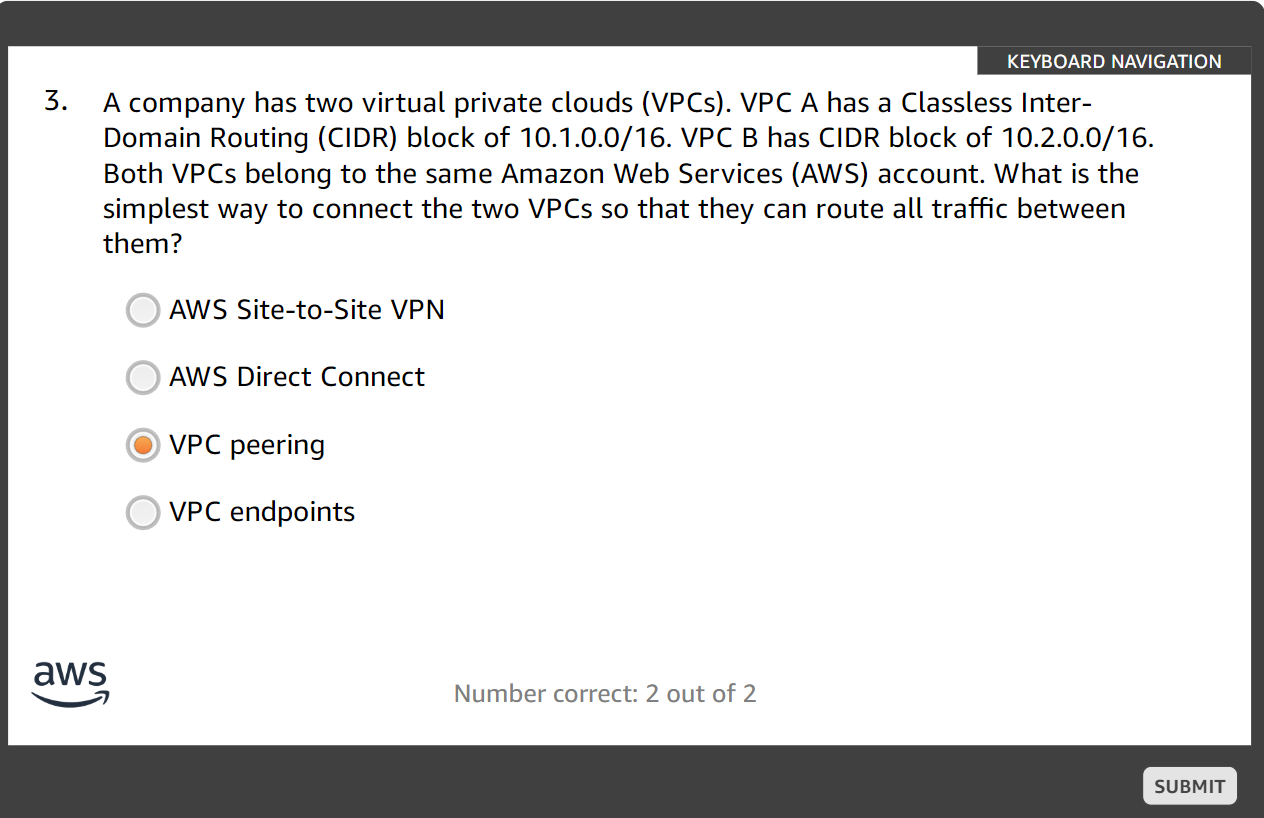 KEYBOARD NAVIGATION
3. A company has two virtual private clouds (VPCs). VPC A has a Classless Inter-
Domain Routing (CIDR) block of 10.1.0.0/16. VPC B has CIDR block of 10.2.0.0/16.
Both VPCs belong to the same Amazon Web Services (AWS) account. What is the
simplest way to connect the two VPCs so that they can route all traffic between
them?
AWS Site-to-Site VPN
AWS Direct Connect
VPC peering
VPC endpoints
aws
Number correct: 2 out of 2
SUBMIT